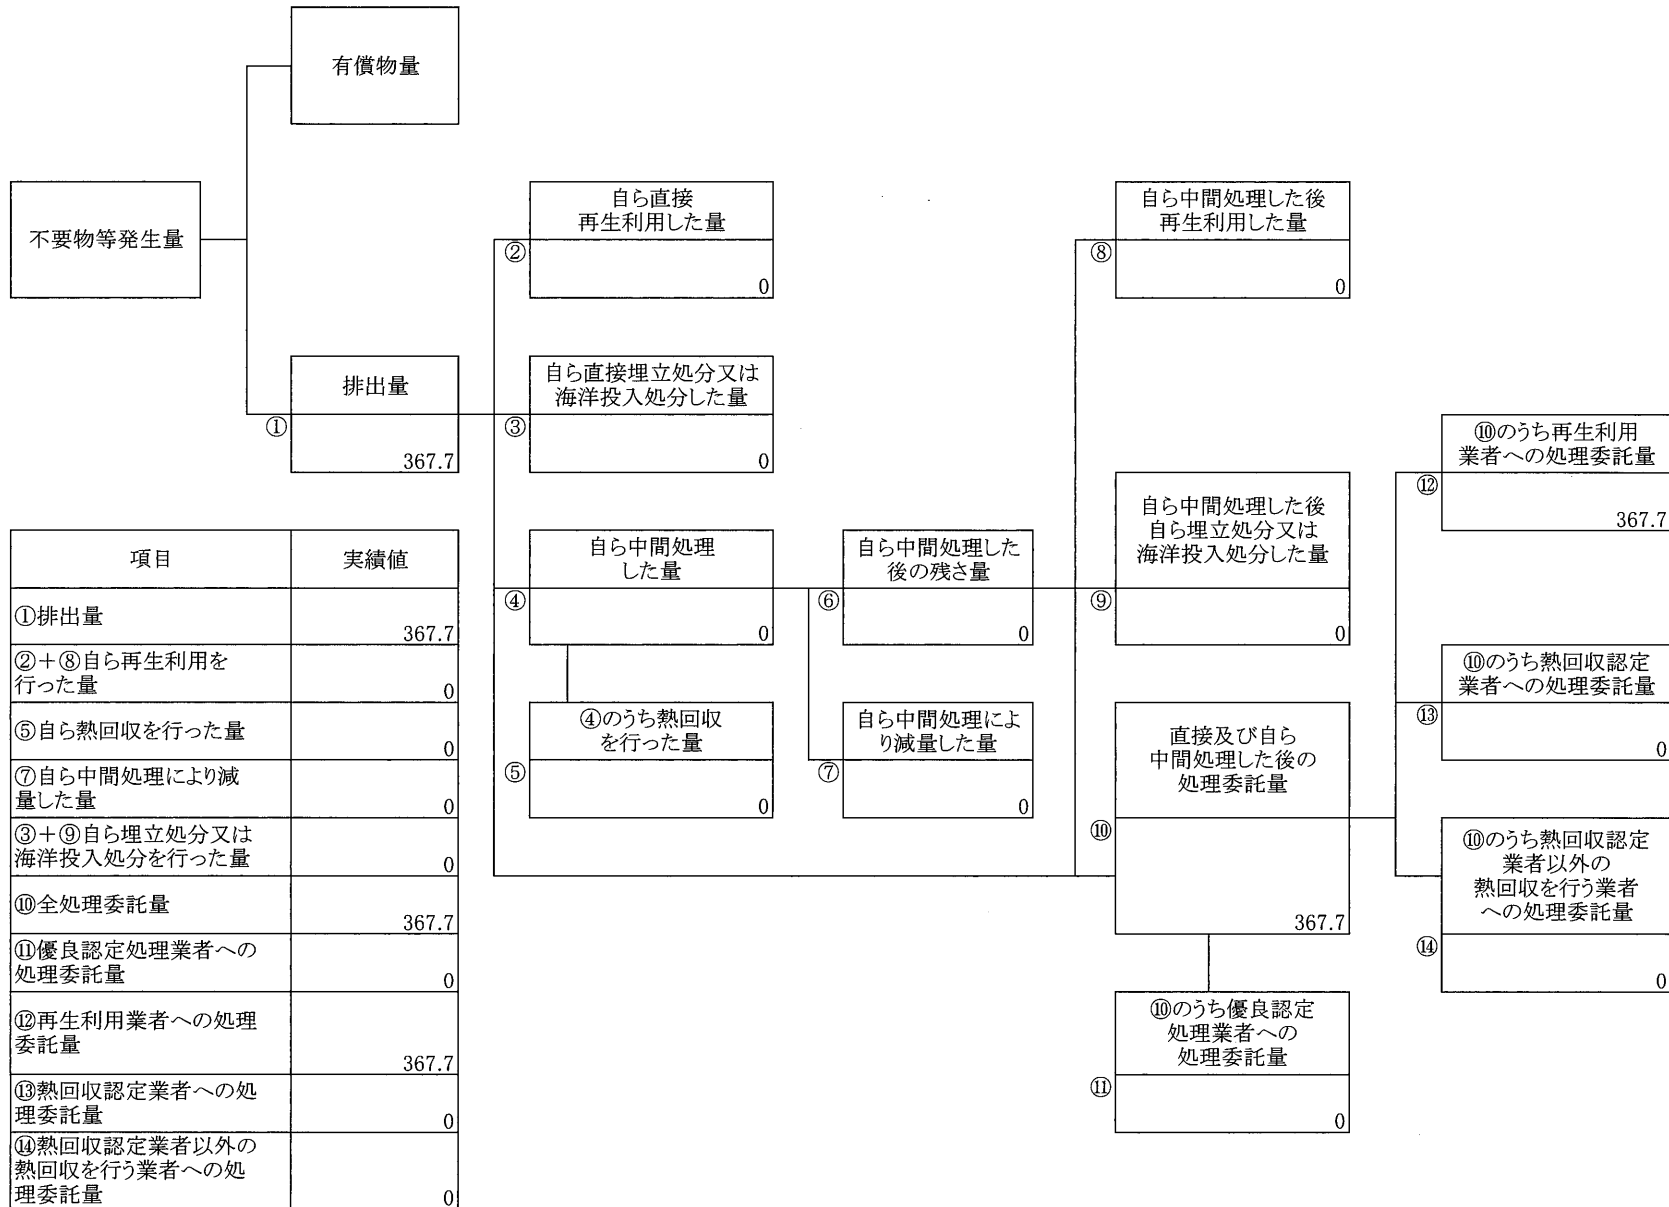 有償物量
不要物等発生量
自ら直接
再生利用した量
②
0
自ら中間処理した後
再生利用した量
⑧
0
排出量
①
367.7
自ら直接埋立処分又は
海洋投入処分した量
③
0
⑩のうち再生利用
業者への処理委託量
⑫
367.7
自ら中間処理
した量
④
0
自ら中間処理した
後の残さ量
⑥
0
自ら中間処理した後
自ら埋立処分又は
海洋投入処分した量
⑨
0
⑩のうち熱回収認定
業者への処理委託量
⑬
0
④のうち熱回収
を行った量
⑤
0
自ら中間処理によ
り減量した量
⑦
0
直接及び自ら
中間処理した後の
処理委託量
⑩
367.7
⑩のうち熱回収認定
業者以外の
熱回収を行う業者
への処理委託量
⑭
0
⑩のうち優良認定
処理業者への
処理委託量
⑪
0
項目 実績値
①排出量
367.7
②+⑧自ら再生利用を
行った量
0
⑤自ら熱回収を行った量
0
⑦自ら中間処理により減
量した量
0
③+⑨自ら埋立処分又は
海洋投入処分を行った量
0
⑩全処理委託量
367.7
⑪優良認定処理業者への
処理委託量
0
⑫再生利用業者への処理
委託量
367.7
⑬熱回収認定業者への処
理委託量
0
⑭熱回収認定業者以外の
熱回収を行う業者への処
理委託量
0